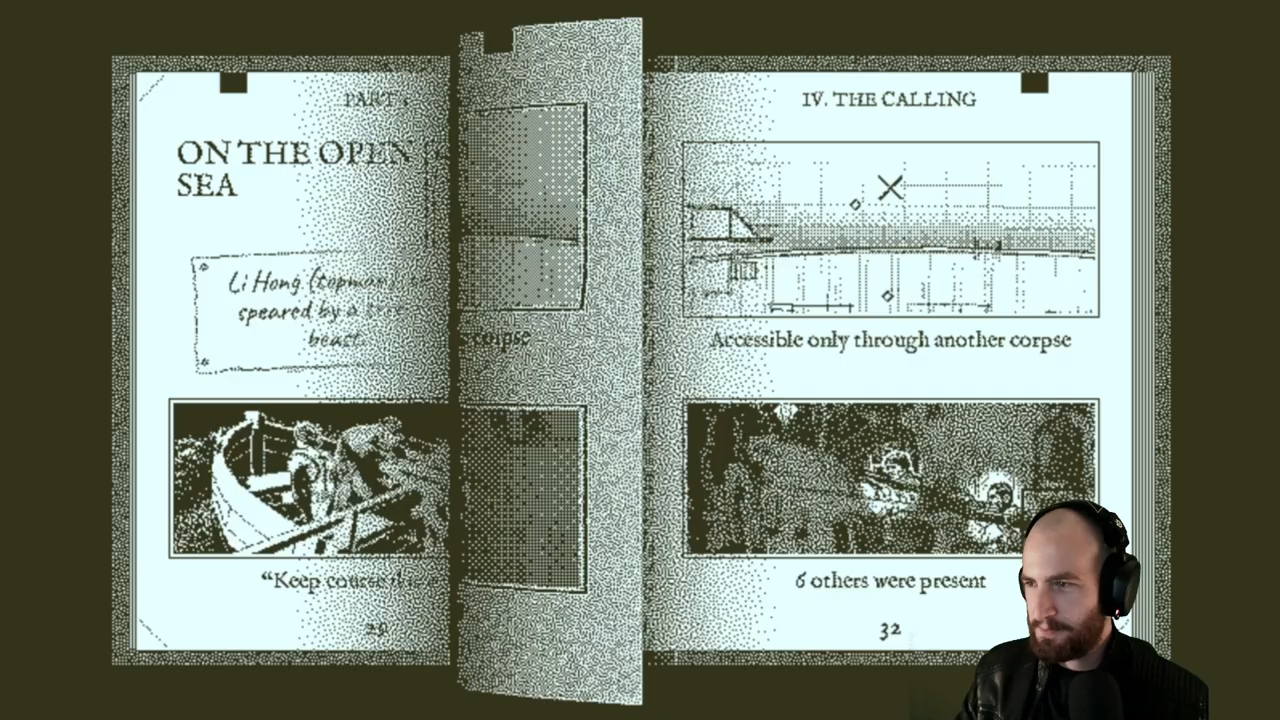 PART
ON THE OPEN
SEA
Li Hong (topman)
speared by a
beast.
"Keep course
29
corpse
IV. THE CALLING
Accessible only through another corpse
6 others were present
32